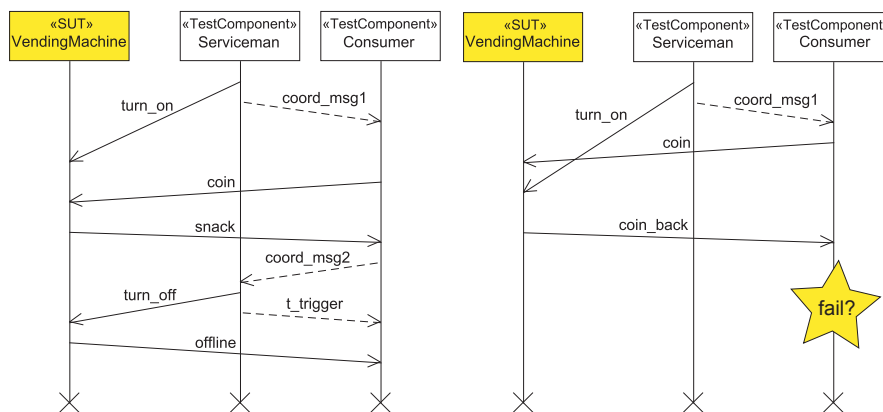 «SUT»
VendingMachine
«TestComponent»
Serviceman
«TestComponent»
Consumer
turn_on
coord_msg1
coin
snack
coord_msg2
turn_off
t_trigger
offline
«SUT»
VendingMachine
«TestComponent»
Serviceman
«TestComponent»
Consumer
coord_msg1
turn_on
coin
coin_back
fail?